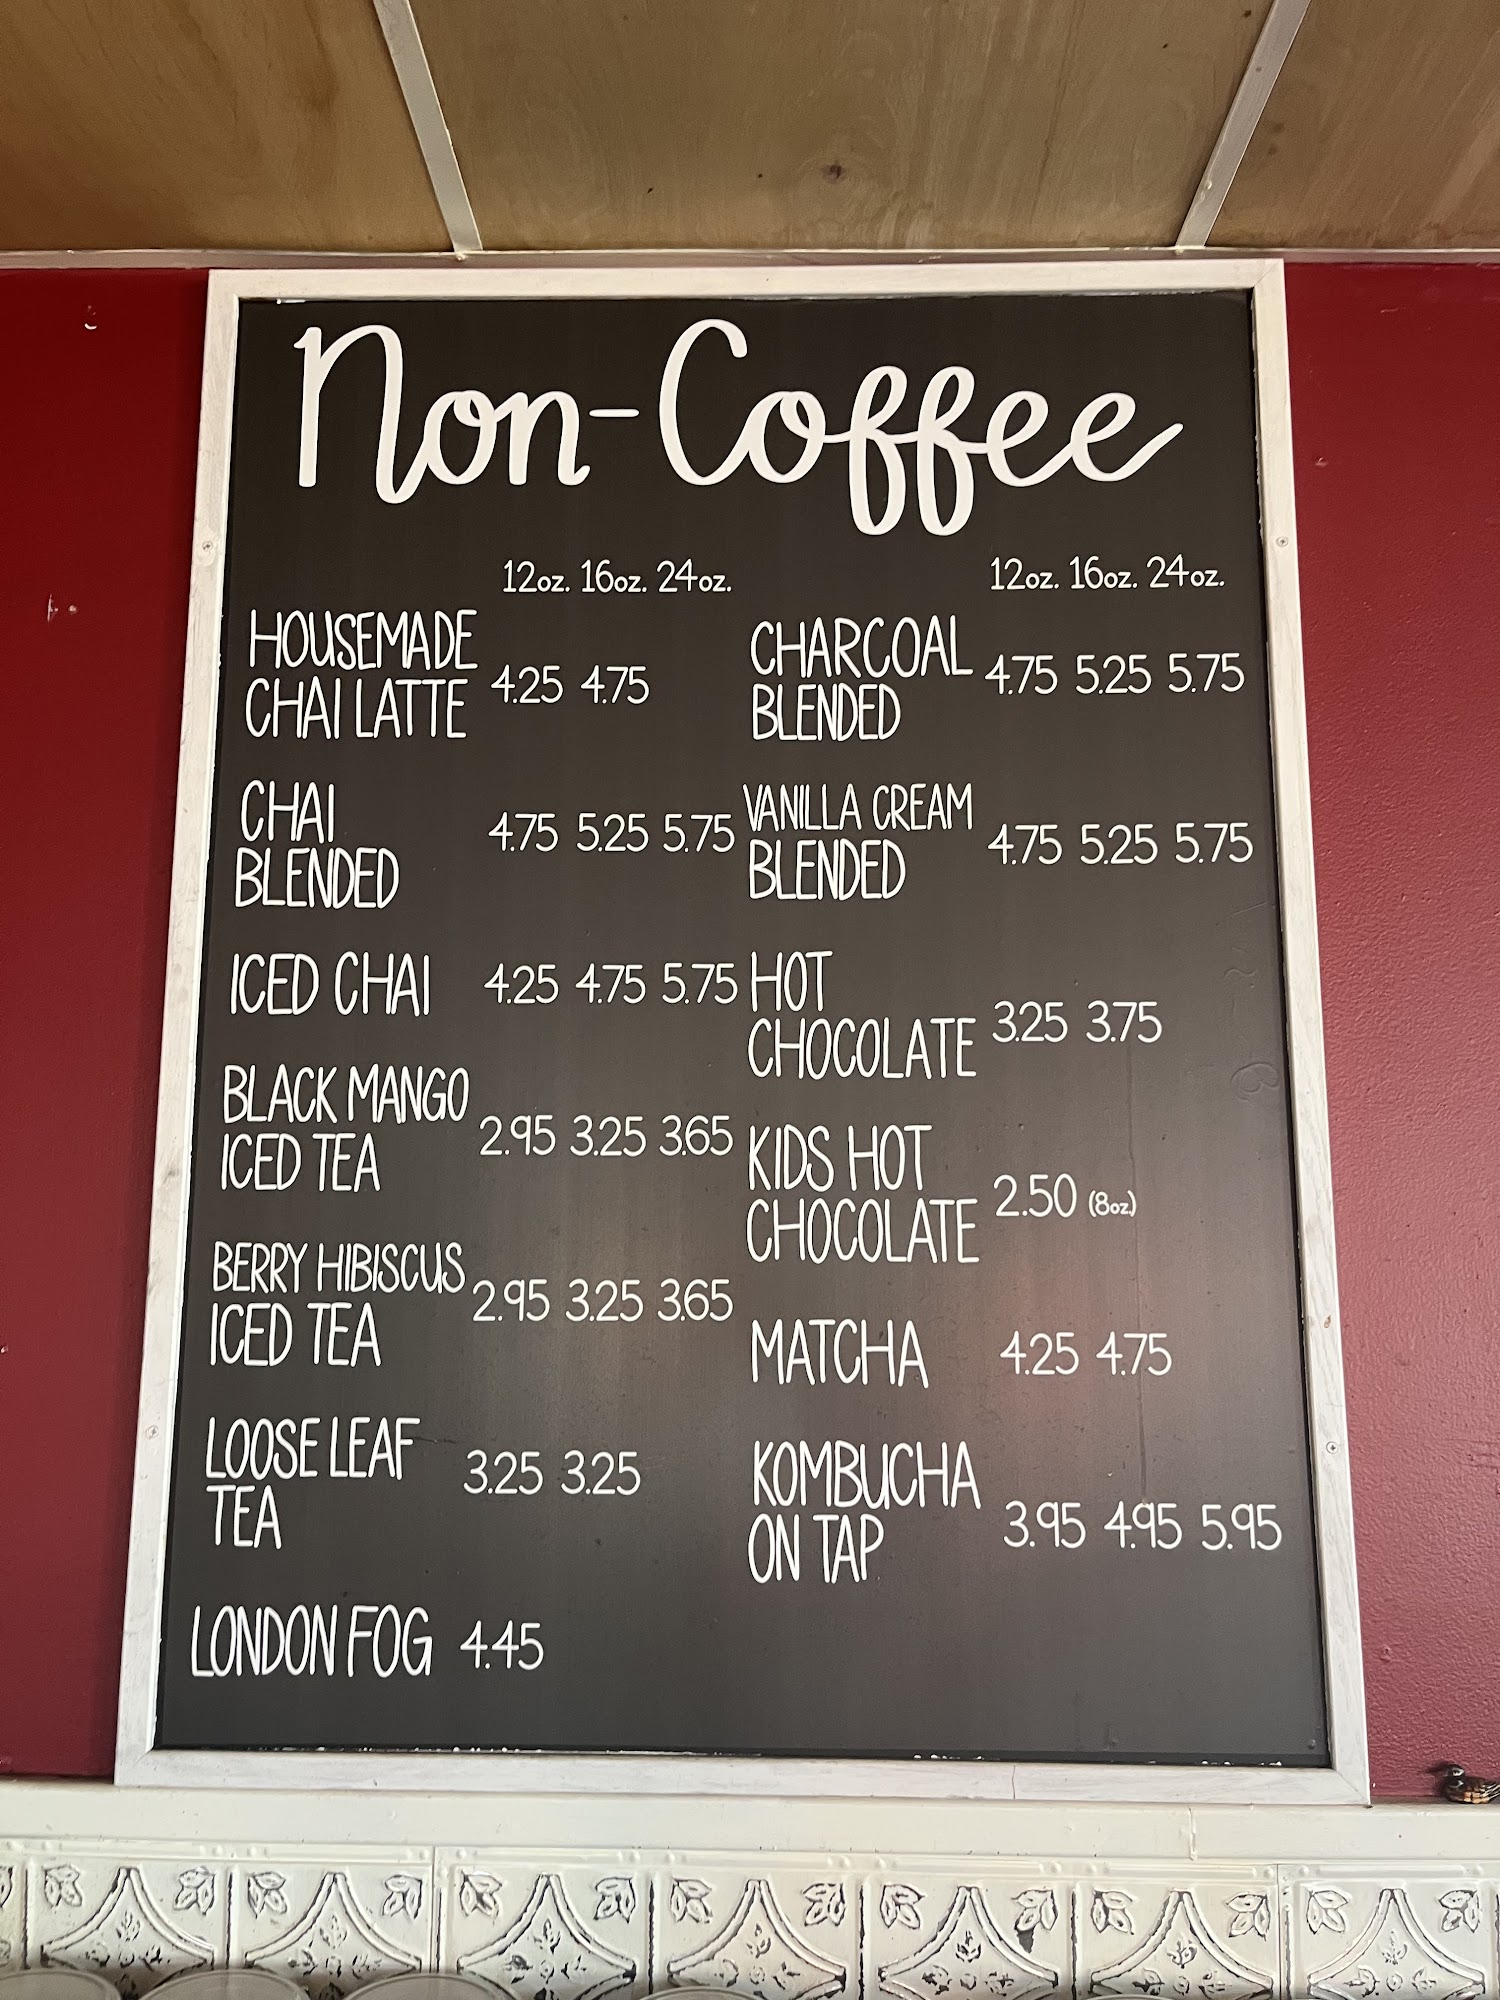 Non-Coffee
12oz. 16oz. 24oz.
HOUSEMADE
CHAI LATTE 4.25 4.75
CHAI
BLENDED 4.75 5.25 5.75
ICED CHAI 4.25 4.75 5.75
BLACK MANGO
ICED TEA 2.95 3.25 3.65
BERRY HIBISCUS
ICED TEA 2.95 3.25 3.65
LOOSE LEAF
TEA 3.25 3.25
LONDON FOG 4.45
12oz. 16oz. 24oz.
CHARCOAL
BLENDED 4.75 5.25 5.75
VANILLA CREAM
BLENDED 4.75 5.25 5.75
HOT
CHOCOLATE 3.25 3.75
KIDS HOT
CHOCOLATE 2.50 (8oz.)
MATCHA 4.25 4.75
KOMBUCHA
ON TAP 3.95 4.95 5.95